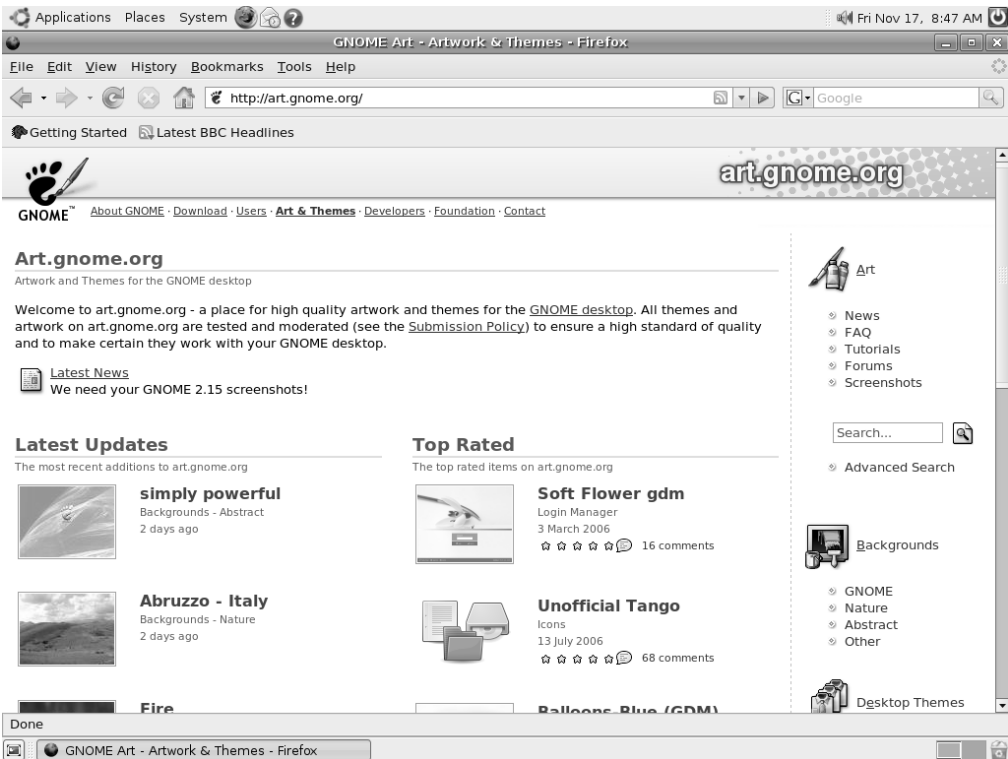 Applications Places System
Fri Nov 17, 8:47 AM
GNOME Art - Artwork & Themes - Firefox
File Edit View History Bookmarks Tools Help
http://art.gnome.org/
G Google
Getting Started Latest BBC Headlines
art.gnome.org
GNOME™
About GNOME · Download · Users · Art & Themes · Developers · Foundation · Contact
Art.gnome.org
Artwork and Themes for the GNOME desktop
Welcome to art.gnome.org - a place for high quality artwork and themes for the GNOME desktop. All themes and
artwork on art.gnome.org are tested and moderated (see the Submission Policy) to ensure a high standard of quality
and to make certain they work with your GNOME desktop.
Latest News
We need your GNOME 2.15 screenshots!
Latest Updates
The most recent additions to art.gnome.org
simply powerful
Backgrounds - Abstract
2 days ago
Abruzzo - Italy
Backgrounds - Nature
2 days ago
Fire
Top Rated
The top rated items on art.gnome.org
Soft Flower gdm
Login Manager
3 March 2006
16 comments
Unofficial Tango
Icons
13 July 2006
68 comments
Balloons-Blue (GDM)
Art
News
FAQ
Tutorials
Forums
Screenshots
Search...
Advanced Search
Backgrounds
GNOME
Nature
Abstract
Other
Desktop Themes
Done
GNOME Art - Artwork & Themes - Firefox